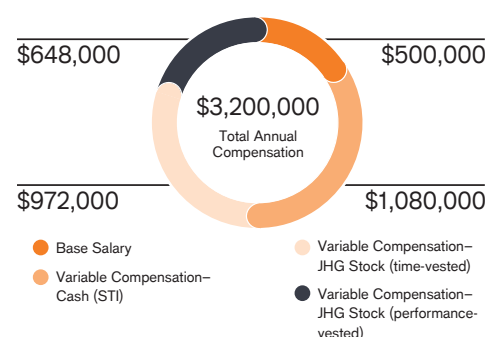 $648,000
$500,000
$3,200,000
Total Annual
Compensation
$972,000
$1,080,000
Base Salary
Variable Compensation–
Cash (STI)
Variable Compensation–
JHG Stock (time-vested)
Variable Compensation–
JHG Stock (performance-
vested)